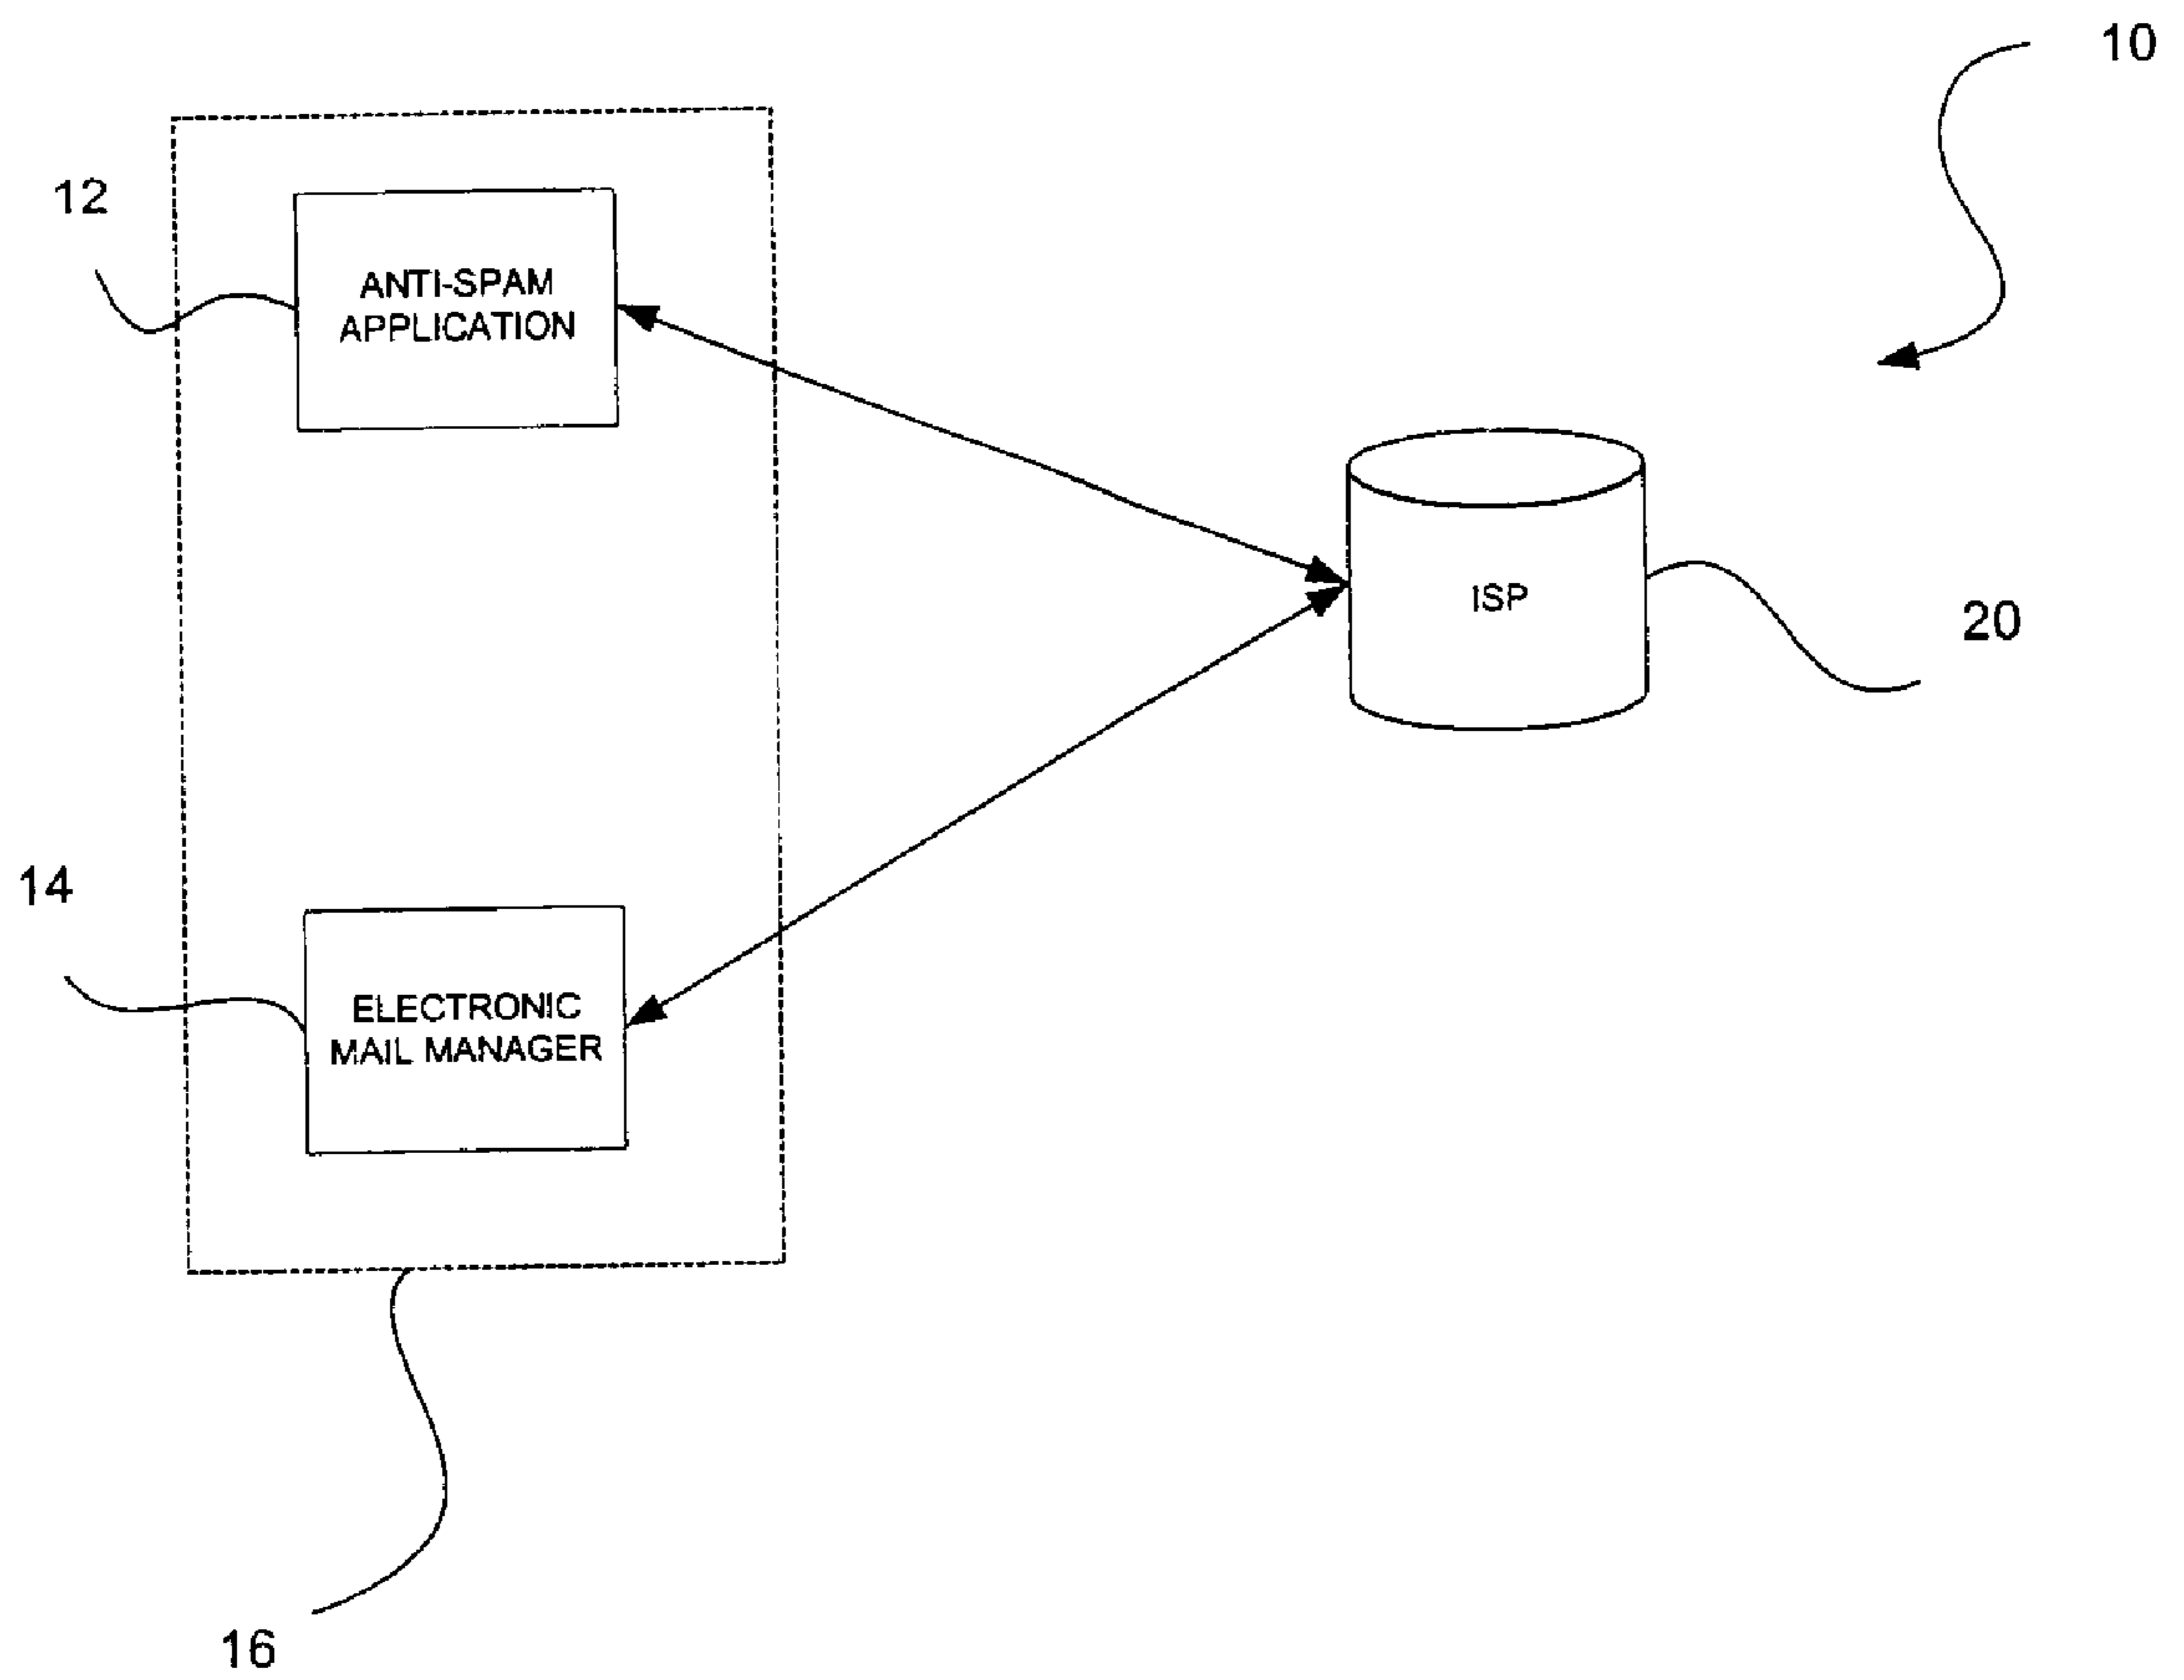 10
12
ANTI-SPAM
APPLICATION
ISP
20
14
ELECTRONIC
MAIL MANAGER
16